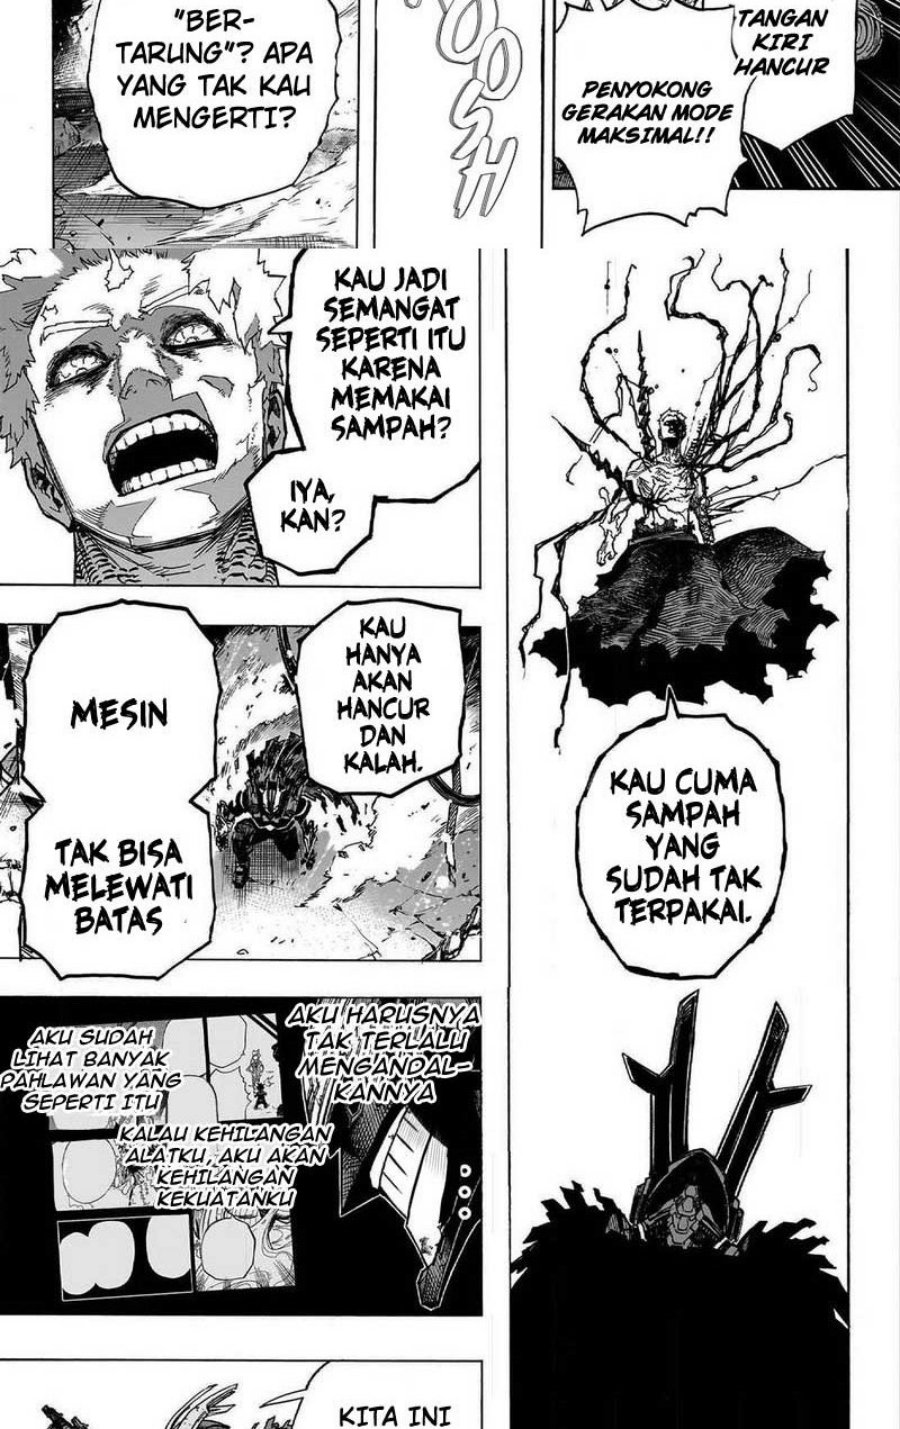 TANGAN
KIRI
HANCUR
PENYOKONG
GERAKAN MODE
MAKSIMAL!!
OOSH
"BER-
TARUNG"? APA
YANG TAK KAU
MENGERTI?
KAU CUMA
SAMPAH
YANG
SUDAH TAK
TERPAKAI.
KAU JADI
SEMANGAT
SEPERTI ITU
KARENA
MEMAKAI
SAMPAH?
IYA,
KAN?
KAU
HANYA
AKAN
HANCUR
DAN
KALAH.
MESIN
TAK BISA
MELEWATI
BATAS
AKU HARUSNYA
TAK TERLALU
MENGANDAL-
KANNYA
AKU SUDAH
LIHAT BANYAK
PAHLAWAN YANG
SEPERTI ITU
KALAU KEHILANGAN
ALATKU, AKU AKAN
KEHILANGAN
KEKUATANKU
KITA INI